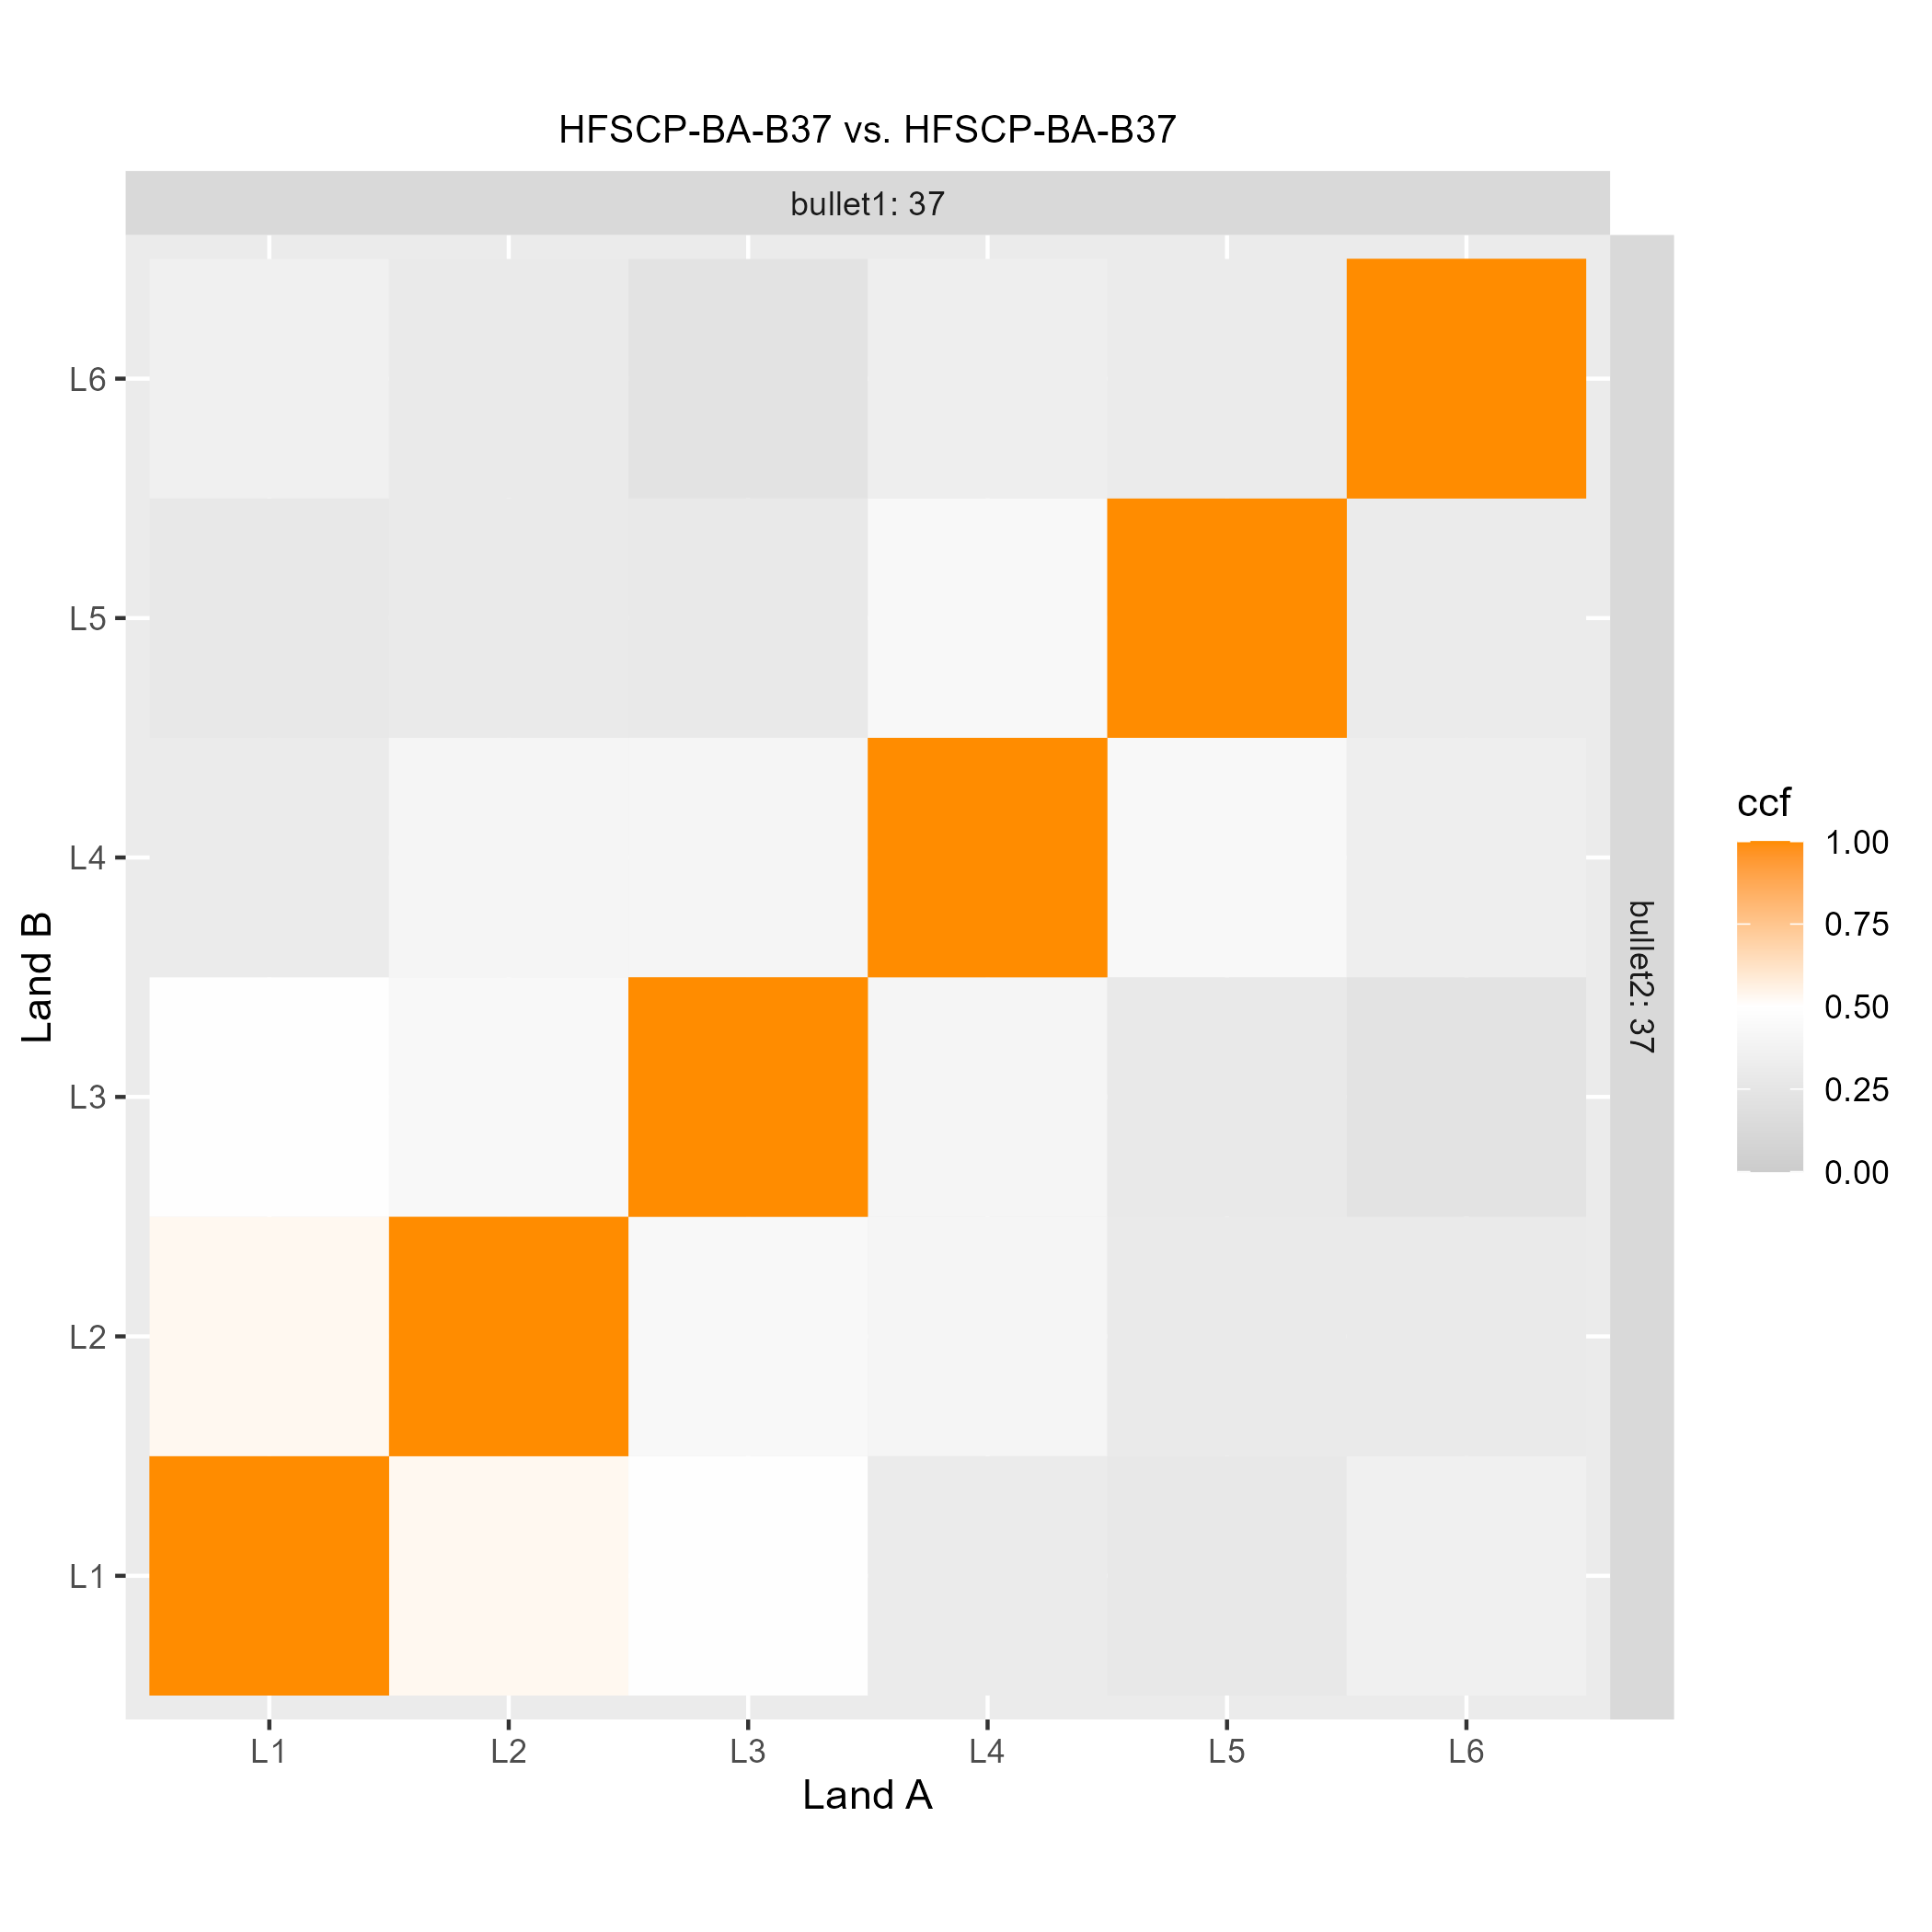 HFSCP-BA-B37 vs. HFSCP-BA-B37
bullet1: 37
L6
L5
L4
L3
L2
L1
Land B
bullet2: 37
ccf
1.00
0.75
0.50
0.25
0.00
L1 L2 L3 L4 L5 L6
Land A